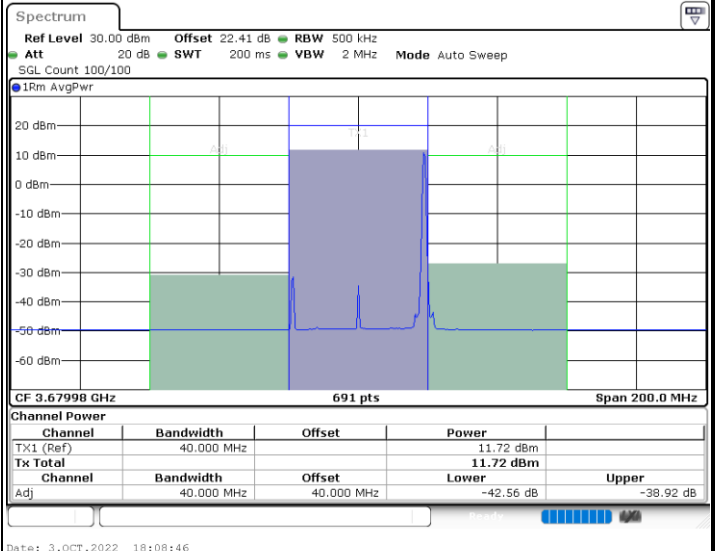 Spectrum
Ref Level 30.00 dBm Offset 22.41 dB RBW 500 kHz
Att 20 dB SWT 200 ms VBW 2 MHz Mode Auto Sweep
SGL Count 100/100
1Rm AvgPwr
20 dBm
TX1
10 dBm
Adj
Adj
0 dBm
-10 dBm
-20 dBm
-30 dBm
-40 dBm
-50 dBm
-60 dBm
CF 3.67998 GHz 691 pts Span 200.0 MHz
Channel Power
Channel Bandwidth Offset Power
TX1 (Ref) 40.000 MHz 11.72 dBm
Tx Total 11.72 dBm
Channel Bandwidth Offset Lower Upper
Adj 40.000 MHz 40.000 MHz -42.56 dB -38.92 dB
Ready
Date: 3.OCT.2022 18:08:46